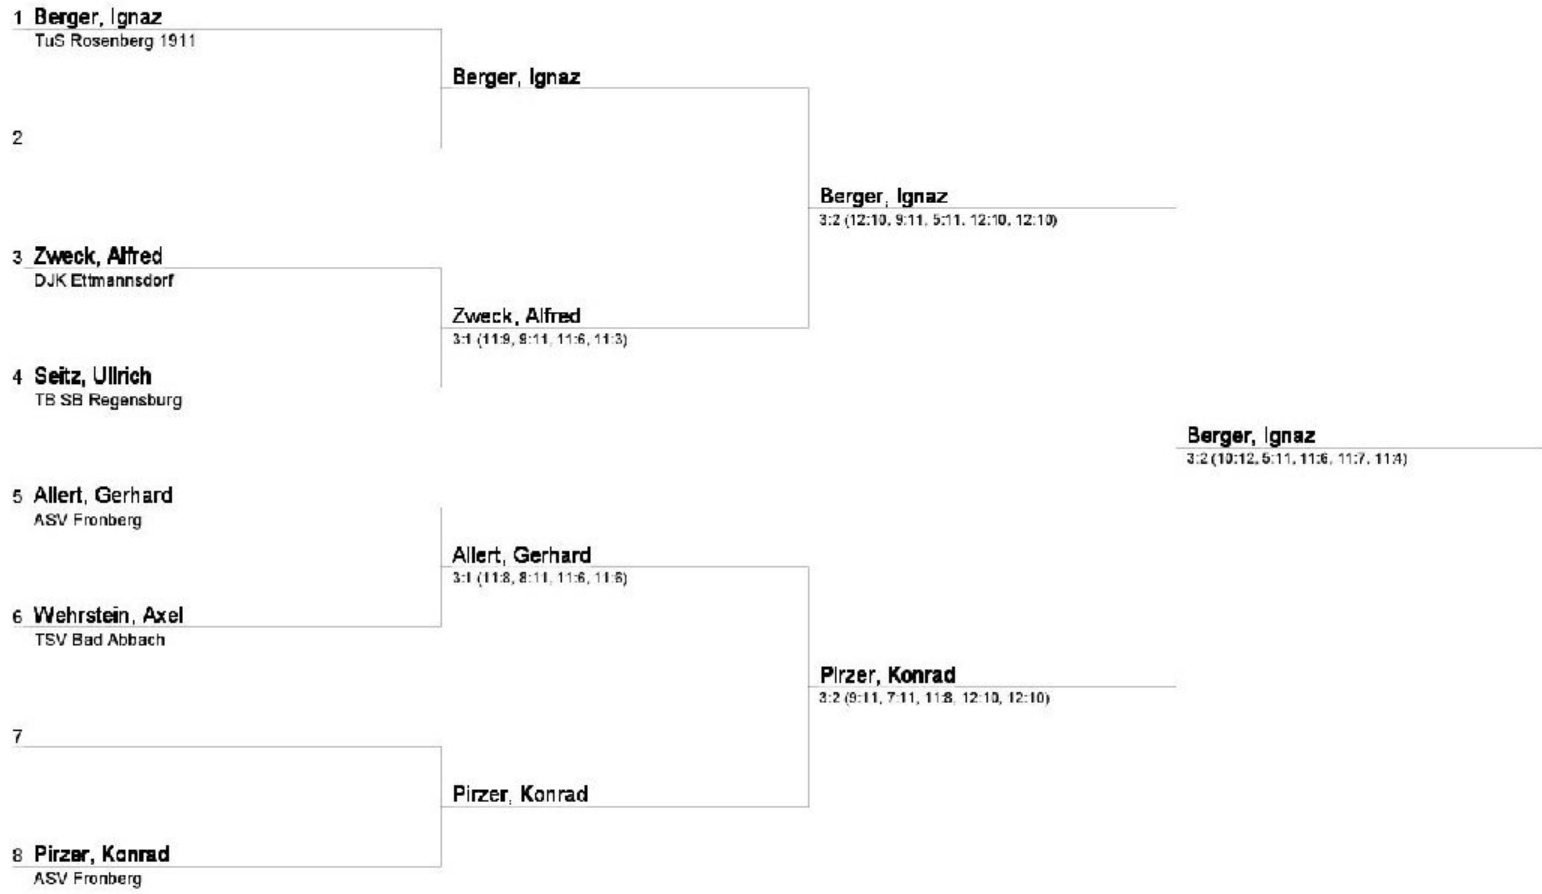 1 Berger, Ignaz
TuS Rosenberg 1911
Berger, Ignaz
2
Berger, Ignaz
3:2 (12:10, 9:11, 5:11, 12:10, 12:10)
3 Zweck, Alfred
DJK Ettmannsdorf
Zweck, Alfred
3:1 (11:9, 9:11, 11:6, 11:3)
4 Seitz, Ullrich
TB SB Regensburg
Berger, Ignaz
3:2 (10:12, 5:11, 11:6, 11:7, 11:4)
5 Allert, Gerhard
ASV Fronberg
Allert, Gerhard
3:1 (11:8, 8:11, 11:6, 11:6)
6 Wehrstein, Axel
TSV Bad Abbach
Pirzer, Konrad
3:2 (9:11, 7:11, 11:8, 12:10, 12:10)
7
Pirzer, Konrad
8 Pirzer, Konrad
ASV Fronberg